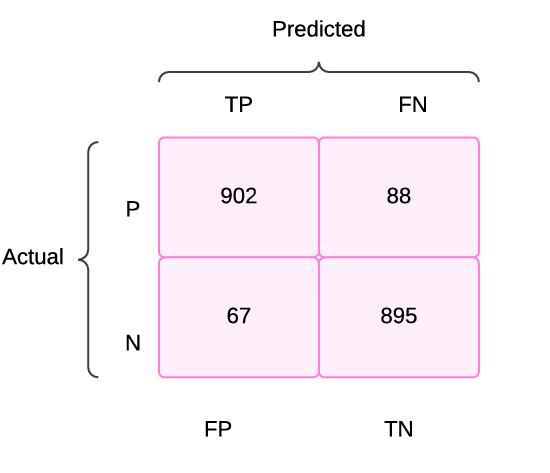 Predicted
TP FN
P 902 88
Actual
N 67 895
FP TN